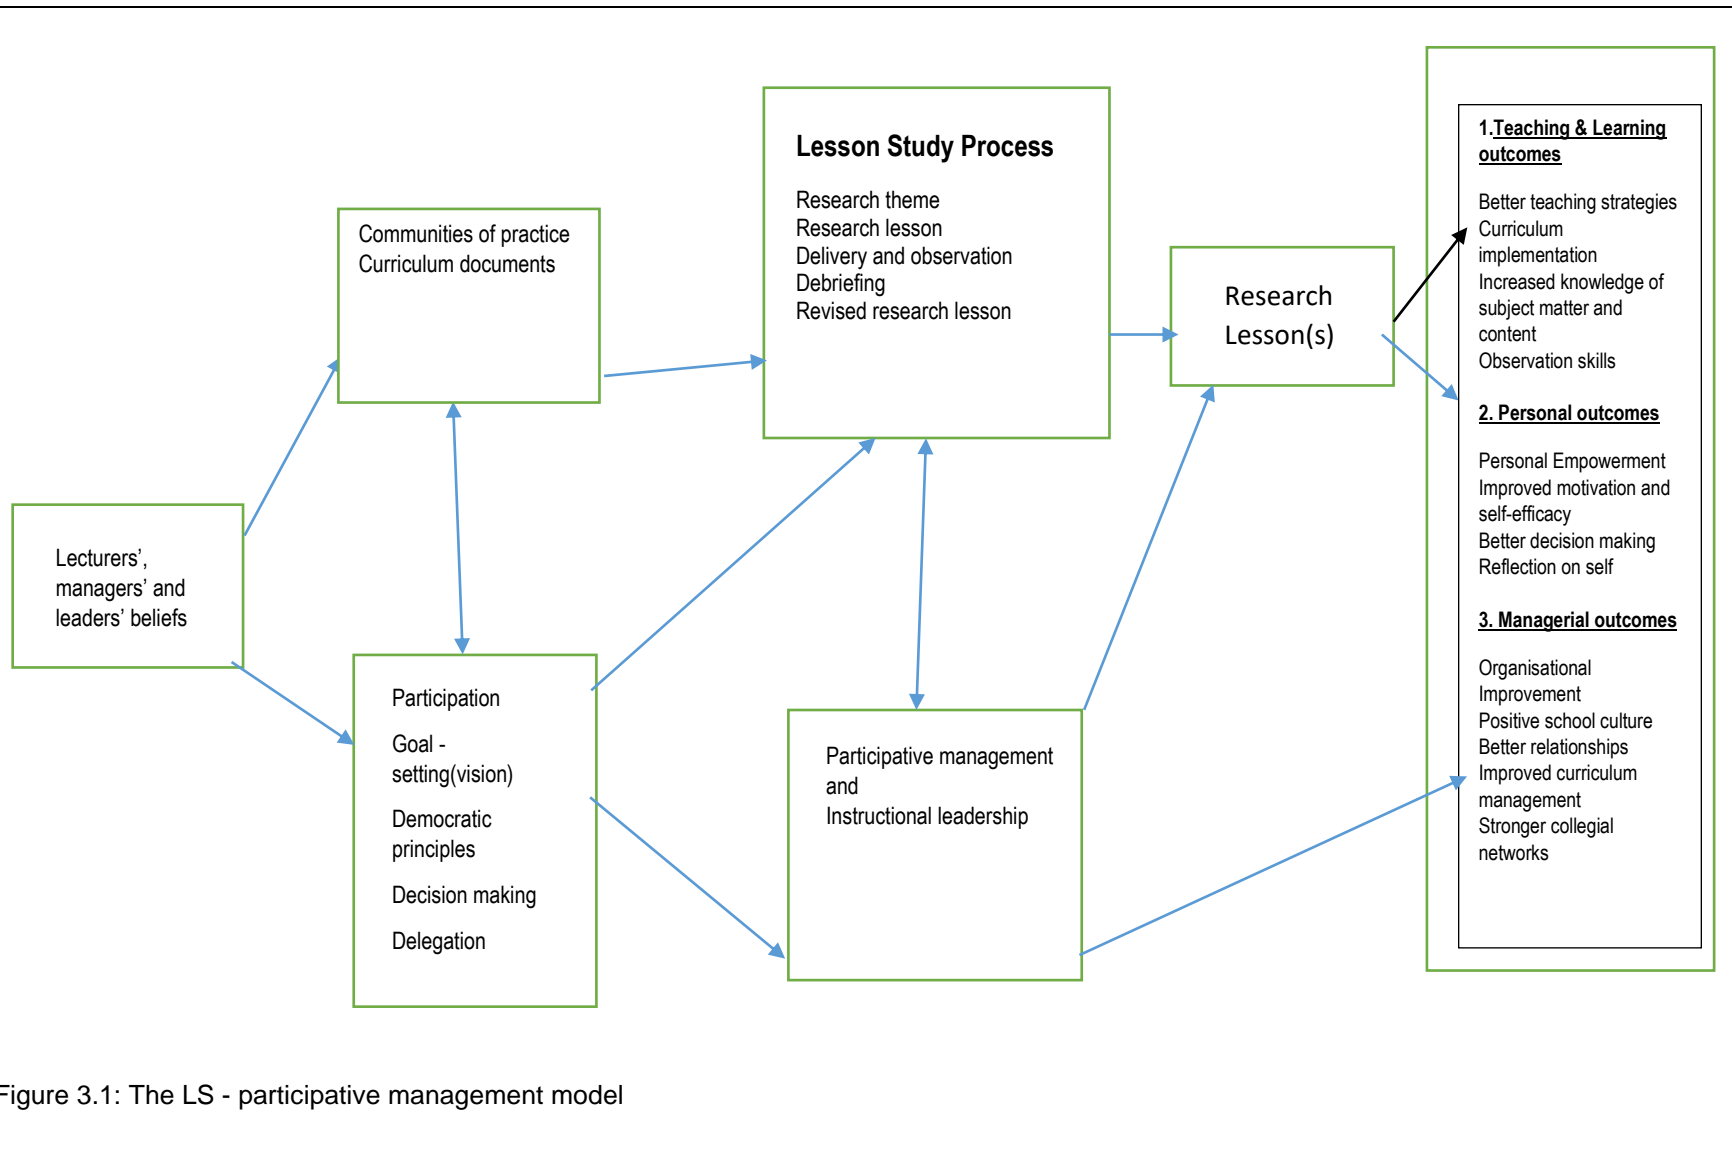 Lesson Study Process
Research theme
Research lesson
Delivery and observation
Debriefing
Revised research lesson
Communities of practice
Curriculum documents
Research
Lesson(s)
Lecturers’,
managers’ and
leaders’ beliefs
Participation
Goal -
setting(vision)
Democratic
principles
Decision making
Delegation
Participative management
and
Instructional leadership
1.Teaching & Learning
outcomes
Better teaching strategies
Curriculum
implementation
Increased knowledge of
subject matter and
content
Observation skills
2. Personal outcomes
Personal Empowerment
Improved motivation and
self-efficacy
Better decision making
Reflection on self
3. Managerial outcomes
Organisational
Improvement
Positive school culture
Better relationships
Improved curriculum
management
Stronger collegial
networks
Figure 3.1: The LS - participative management model